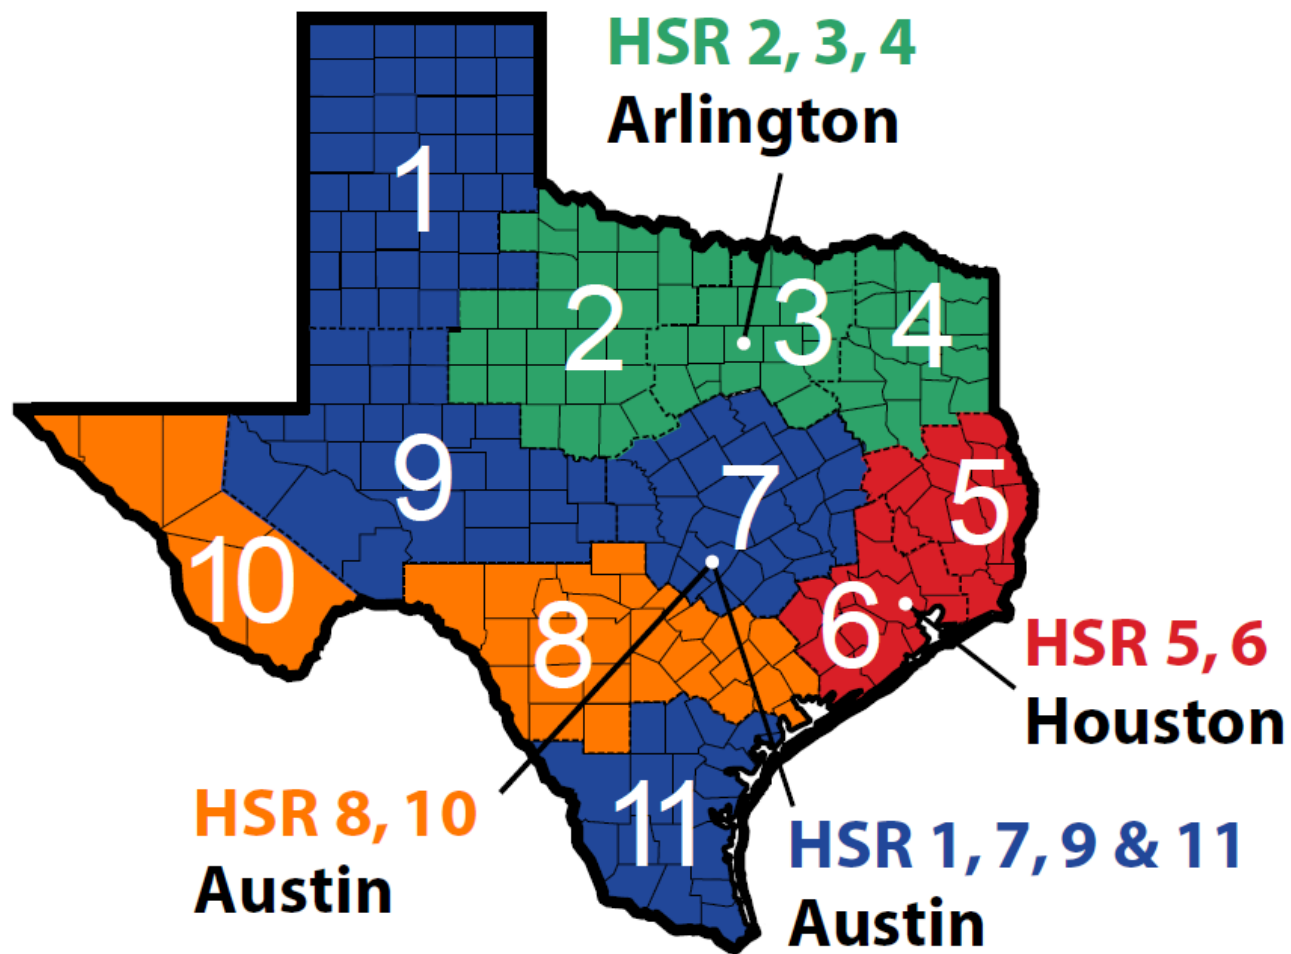 HSR 2, 3, 4
Arlington
1
2
3
4
9
7
5
10
8
6
HSR 5, 6
Houston
11
HSR 8, 10
Austin
HSR 1, 7, 9 & 11
Austin